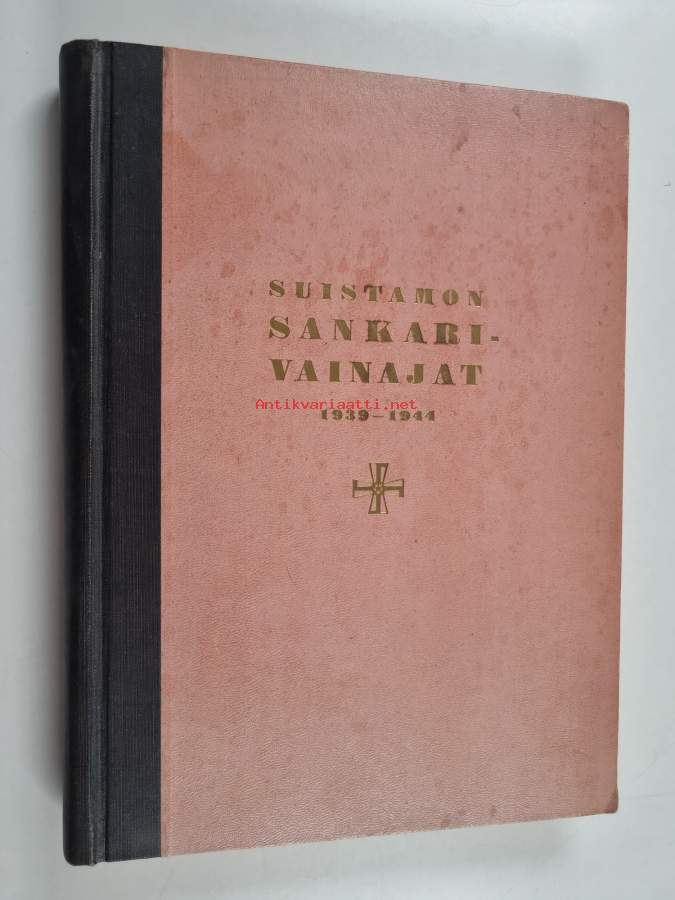 SUISTAMON
SANKARI-
VAINAJAT
Antikvariaatti.net
1939–1944